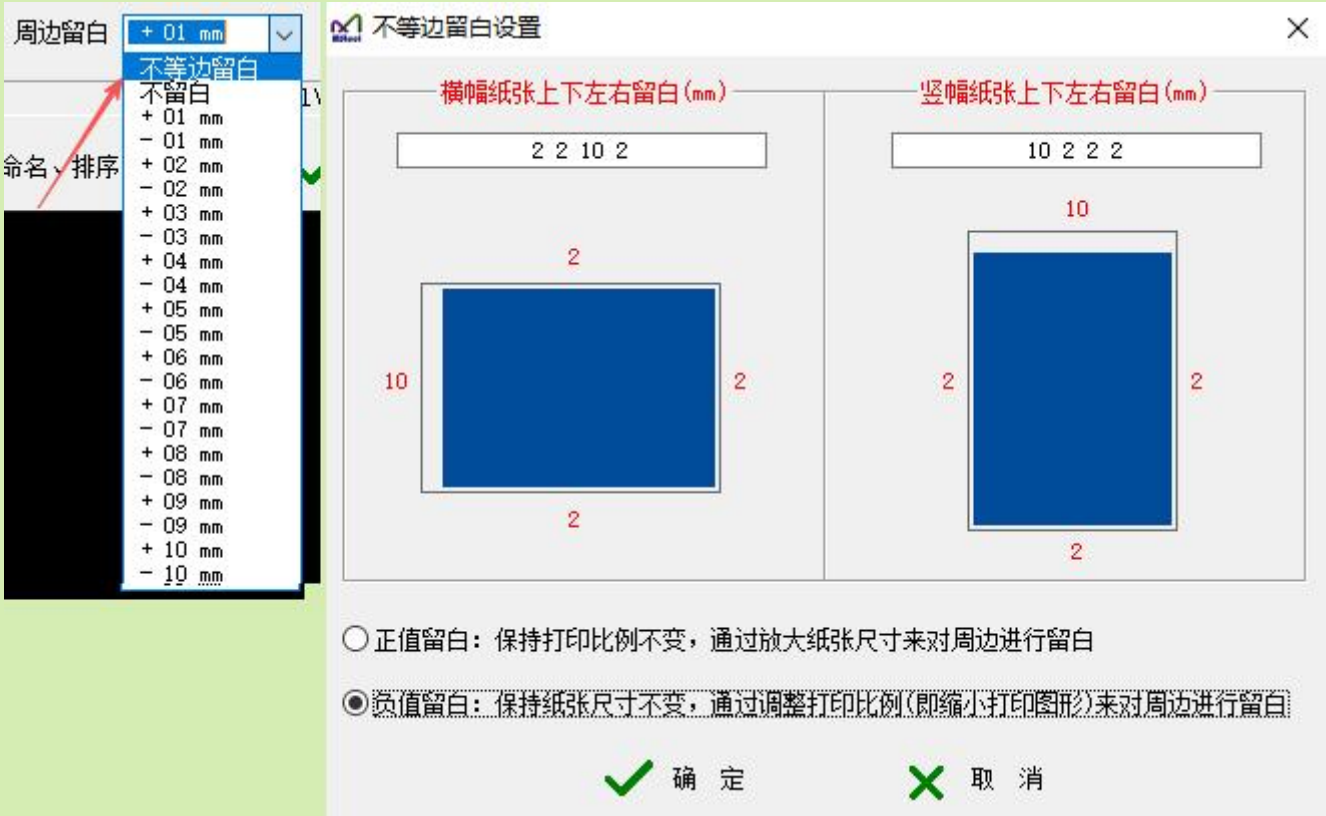 周边留白 + 01 mm
不等边留白
不留白
+ 01 mm
- 01 mm
+ 02 mm
- 02 mm
+ 03 mm
- 03 mm
+ 04 mm
- 04 mm
+ 05 mm
- 05 mm
+ 06 mm
- 06 mm
+ 07 mm
- 07 mm
+ 08 mm
- 08 mm
+ 09 mm
- 09 mm
+ 10 mm
- 10 mm
命名、排序
不等边留白设置
横幅纸张上下左右留白(mm)
2 2 10 2
2
10
2
2
竖幅纸张上下左右留白(mm)
10 2 2 2
10
2
2
2
正值留白：保持打印比例不变，通过放大纸张尺寸来对周边进行留白
负值留白：保持纸张尺寸不变，通过调整打印比例(即缩小打印图形)来对周边进行留白
确 定
取 消